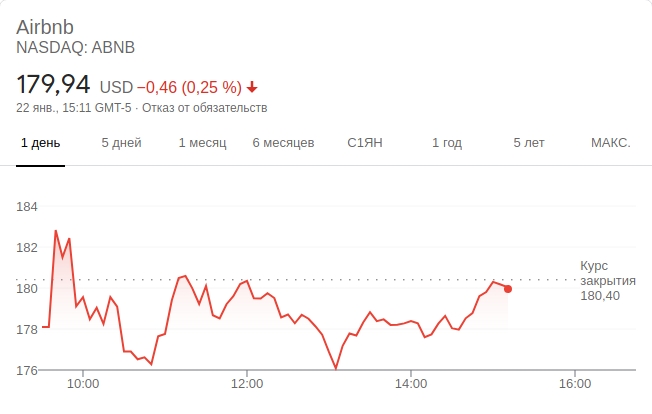 Airbnb
NASDAQ: ABNB
179,94 USD −0,46 (0,25 %)
22 янв., 15:11 GMT-5 · Отказ от обязательств
1 день 5 дней 1 месяц 6 месяцев С1ЯН 1 год 5 лет МАКС.
184
182
180
178
176
Курс
закрытия
180,40
10:00 12:00 14:00 16:00